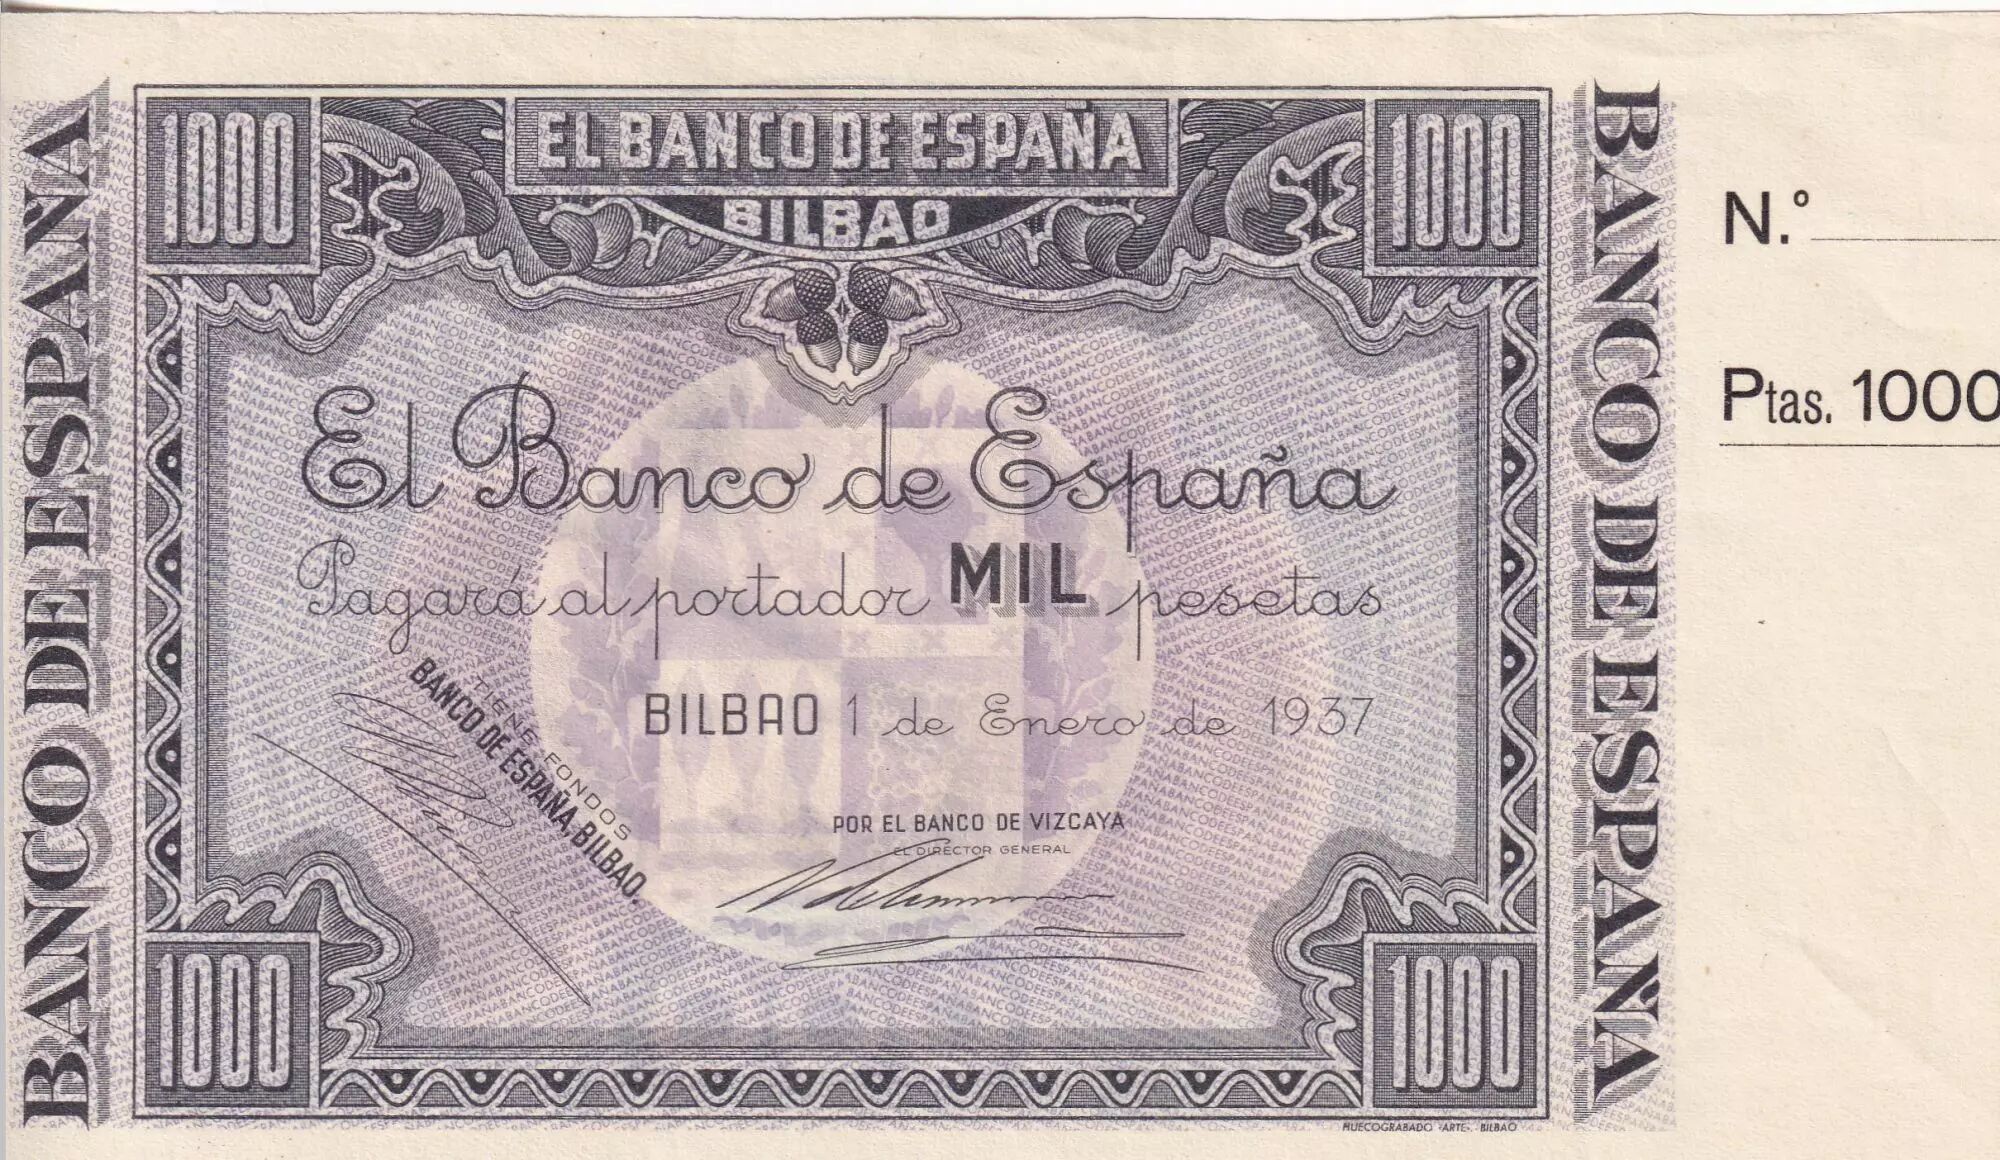 1000
EL BANCO DE ESPAÑA
1000
BILBAO
BANCO DE ESPAÑA
BANCO DE ESPAÑA
N.º
Ptas. 1000
El Banco de España
Pagará al portador MIL pesetas
BILBAO 1 de Enero de 1937
TIENE FONDOS
BANCO DE ESPAÑA, BILBAO.
POR EL BANCO DE VIZCAYA
EL DIRECTOR GENERAL
1000
1000
HUECOGRABADO "ARTE". - BILBAO